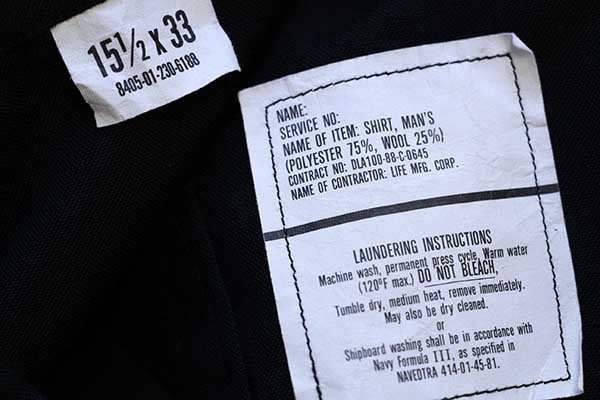 15½ X 33
8405-01-230-6188
NAME:
SERVICE NO:
NAME OF ITEM: SHIRT, MAN'S
(POLYESTER 75%, WOOL 25%)
CONTRACT NO: DLA100-88-C-0645
NAME OF CONTRACTOR: LIFE MFG. CORP.
LAUNDERING INSTRUCTIONS
Machine wash, permanent press cycle, Warm water
(120°F max.) DO NOT BLEACH,
Tumble dry, medium heat, remove immediately.
May also be dry cleaned.
or
Shipboard washing shall be in accordance with
Navy Formula III, as specified in
NAVEDTRA 414-01-45-81.